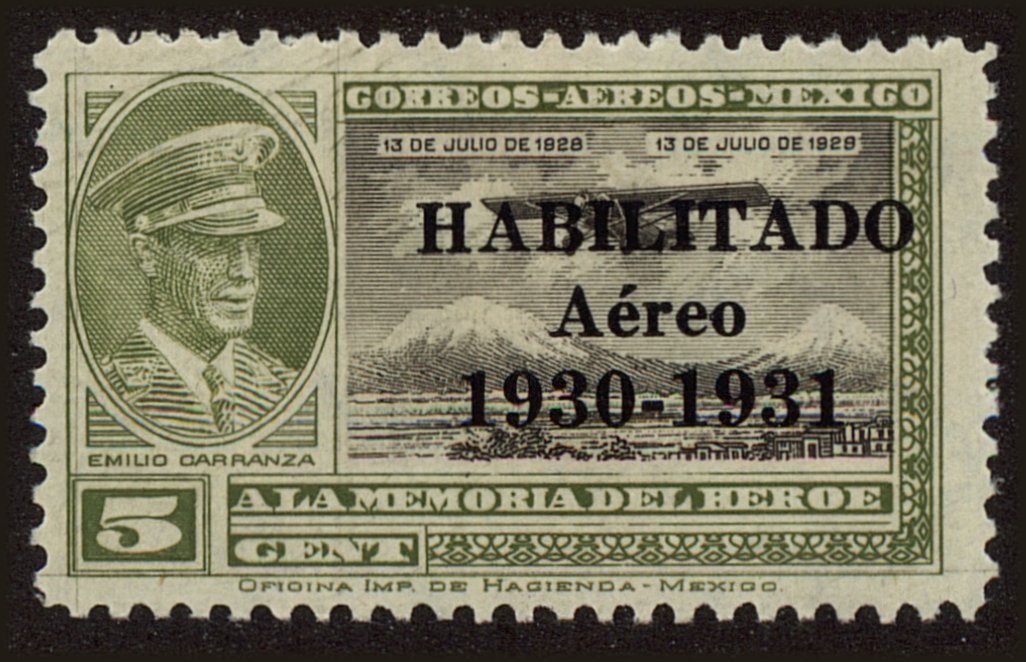 CORREOS-AEREOS-MEXICO
13 DE JULIO DE 1928 13 DE JULIO DE 1929
HABILITADO
Aéreo
1930-1931
EMILIO CARRANZA
5
A LA MEMORIA DEL HEROE
CENT
OFICINA IMP. DE HACIENDA-MEXICO.